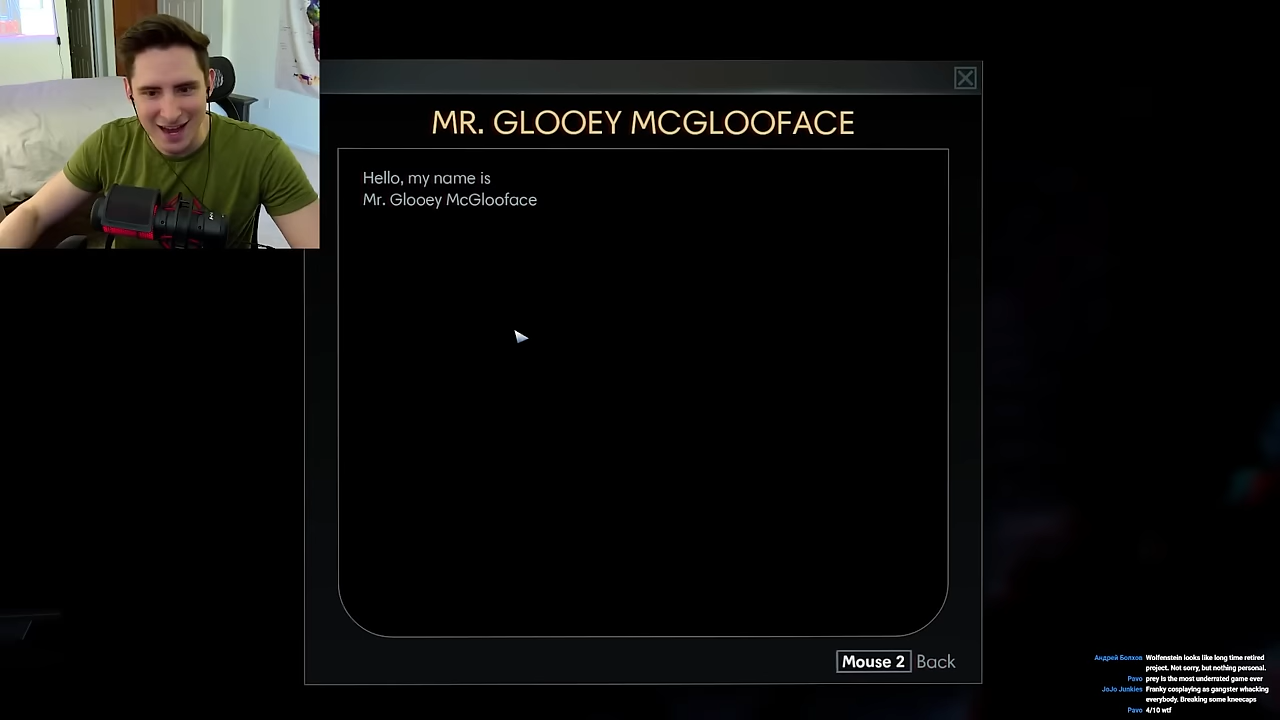 MR. GLOOEY MCGLOOFACE
Hello, my name is
Mr. Glooey McGlooface
Mouse 2 Back
Андрей Болхов Wolfenstein looks like long time retired
project. Not sorry, but nothing personal.
Pavo prey is the most underrated game ever
JoJo Junkies Franky cosplaying as gangster whacking
everybody. Breaking some kneecaps
Pavo 4/10 wtf